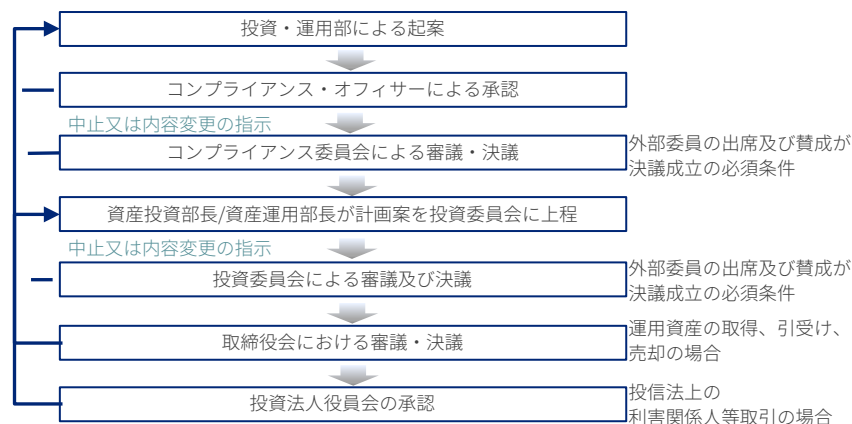 投資・運用部による起案
コンプライアンス・オフィサーによる承認
中止又は内容変更の指示
コンプライアンス委員会による審議・決議
外部委員の出席及び賛成が
決議成立の必須条件
資産投資部長/資産運用部長が計画案を投資委員会に上程
中止又は内容変更の指示
投資委員会による審議及び決議
外部委員の出席及び賛成が
決議成立の必須条件
取締役会における審議・決議
運用資産の取得、引受け、
売却の場合
投資法人役員会の承認
投信法上の
利害関係人等取引の場合